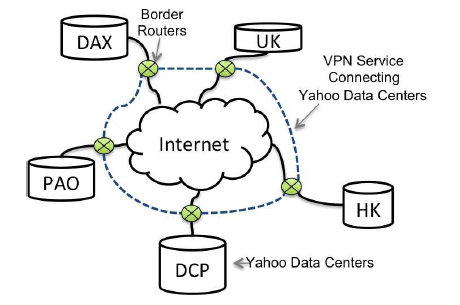 Border
Routers
DAX
UK
VPN Service
Connecting
Yahoo Data Centers
Internet
PAO
HK
DCP
Yahoo Data Centers